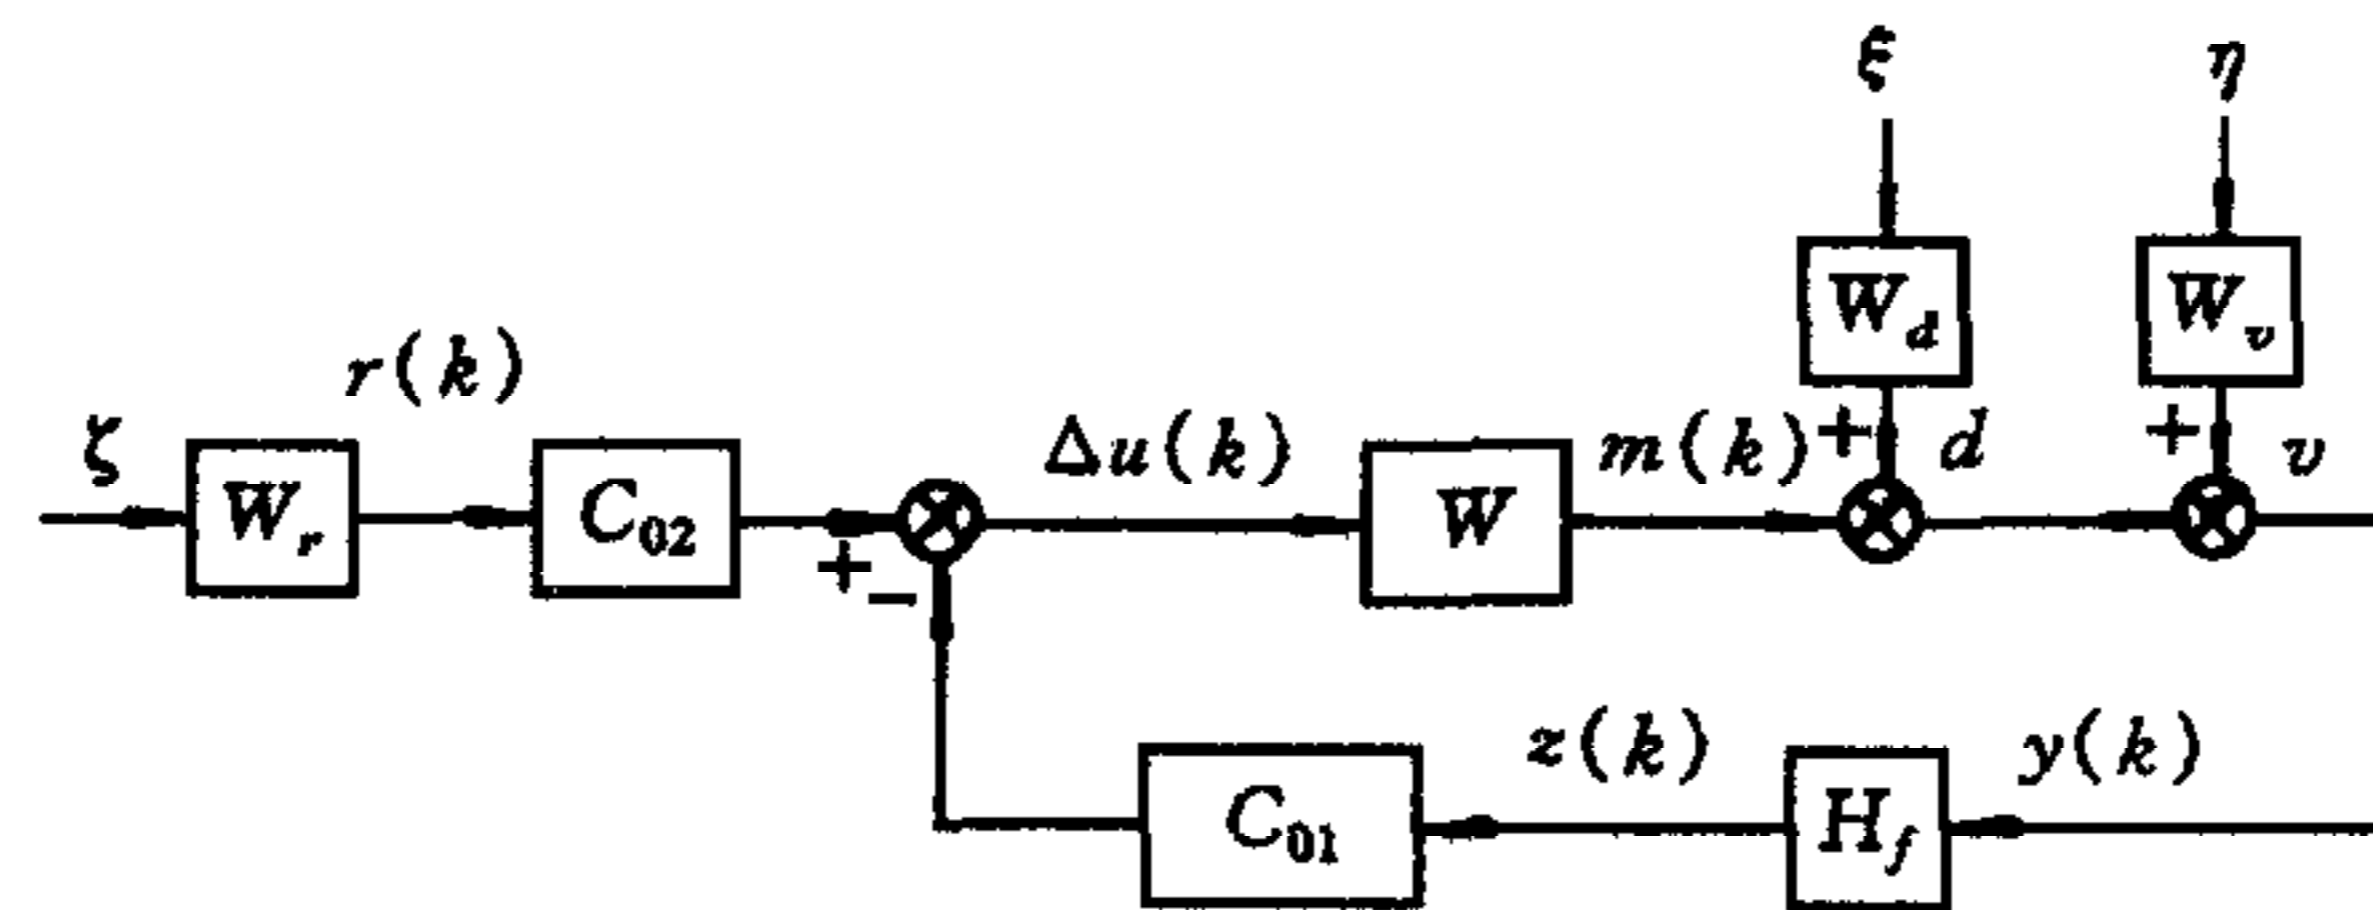 ξ η
W_d W_v
r(k)
ζ W_r C_02 + − Δu(k) W m(k) + d + v
C_01 z(k) H_f y(k)